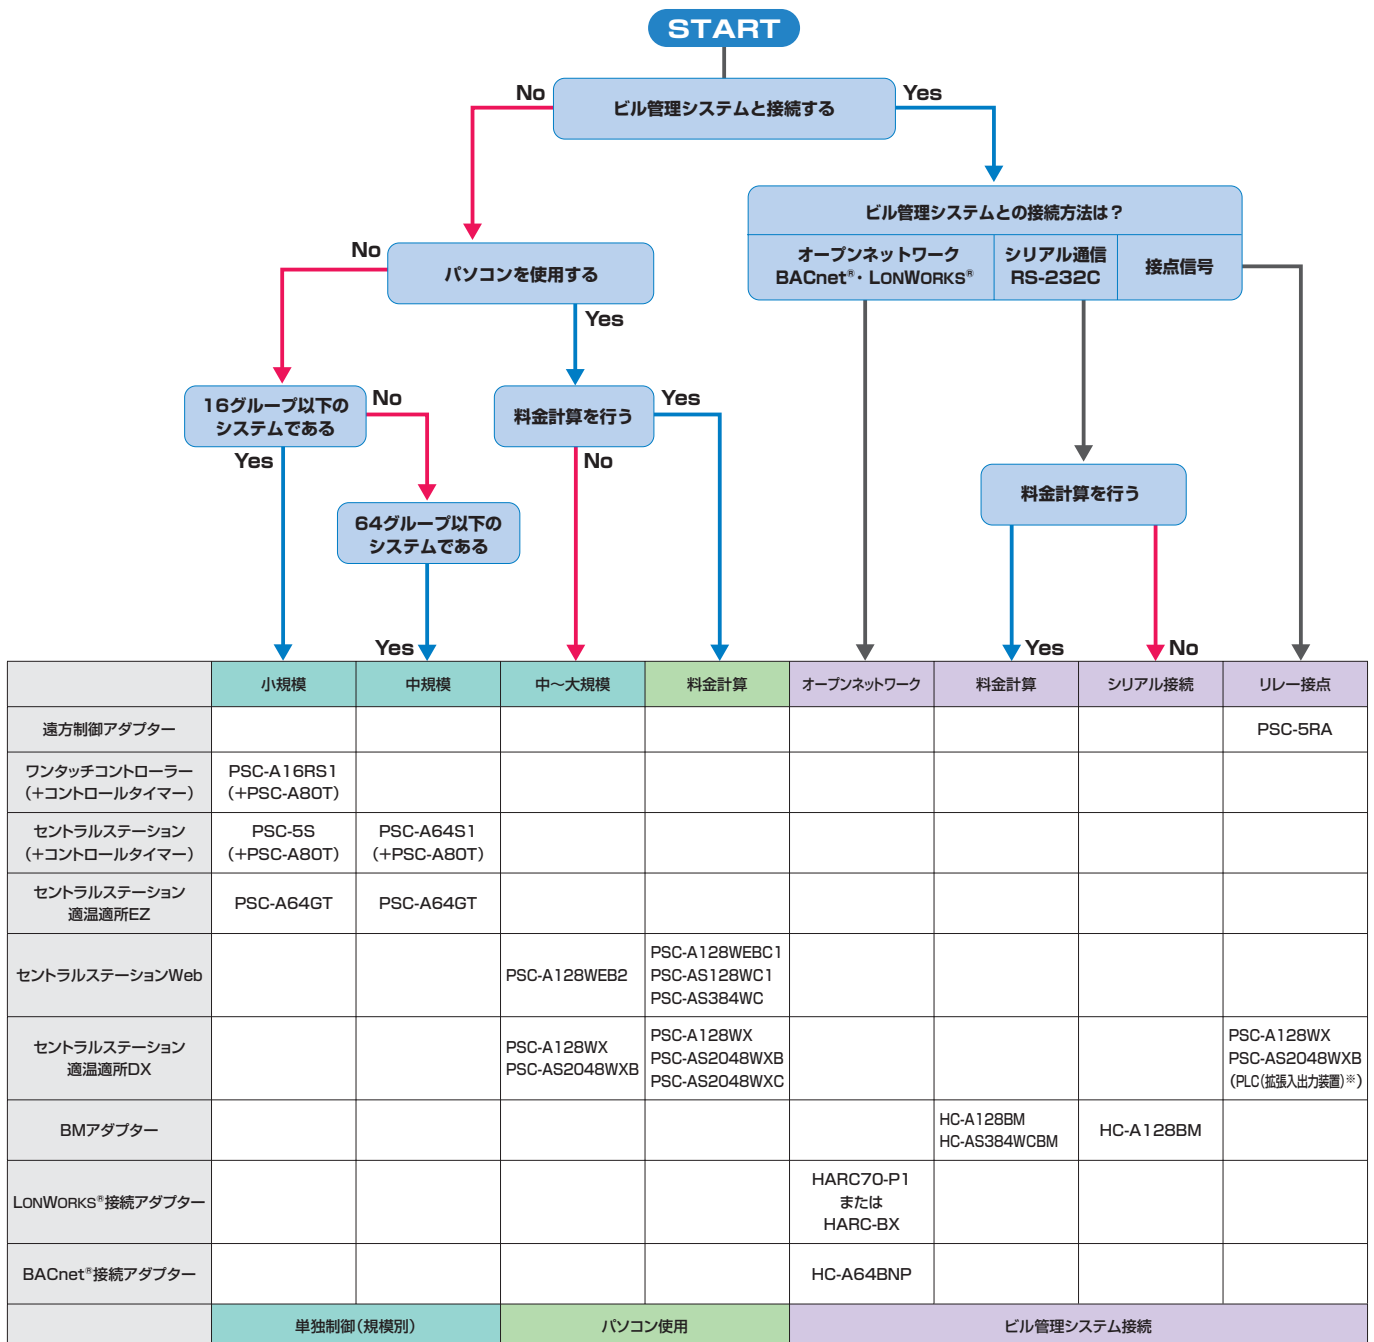 START
No
Yes
ビル管理システムと接続する
ビル管理システムとの接続方法は？
オープンネットワーク
BACnet®・LONWORKS®
シリアル通信
RS-232C
接点信号
No
パソコンを使用する
Yes
16グループ以下の
システムである
No
Yes
料金計算を行う
Yes
No
64グループ以下の
システムである
Yes
料金計算を行う
Yes
No
小規模
中規模
中～大規模
料金計算
オープンネットワーク
料金計算
シリアル接続
リレー接点
遠方制御アダプター
PSC-5RA
ワンタッチコントローラー
（+コントロールタイマー）
PSC-A16RS1
（+PSC-A80T）
セントラルステーション
（+コントロールタイマー）
PSC-5S
（+PSC-A80T）
PSC-A64S1
（+PSC-A80T）
セントラルステーション
適温適所EZ
PSC-A64GT
PSC-A64GT
セントラルステーションWeb
PSC-A128WEB2
PSC-A128WEBC1
PSC-AS128WC1
PSC-AS384WC
セントラルステーション
適温適所DX
PSC-A128WX
PSC-AS2048WXB
PSC-A128WX
PSC-AS2048WXB
PSC-AS2048WXC
PSC-A128WX
PSC-AS2048WXB
（PLC（拡張入出力装置）※）
BMアダプター
HC-A128BM
HC-AS384WCBM
HC-A128BM
LONWORKS®接続アダプター
HARC70-P1
または
HARC-BX
BACnet®接続アダプター
HC-A64BNP
単独制御（規模別）
パソコン使用
ビル管理システム接続